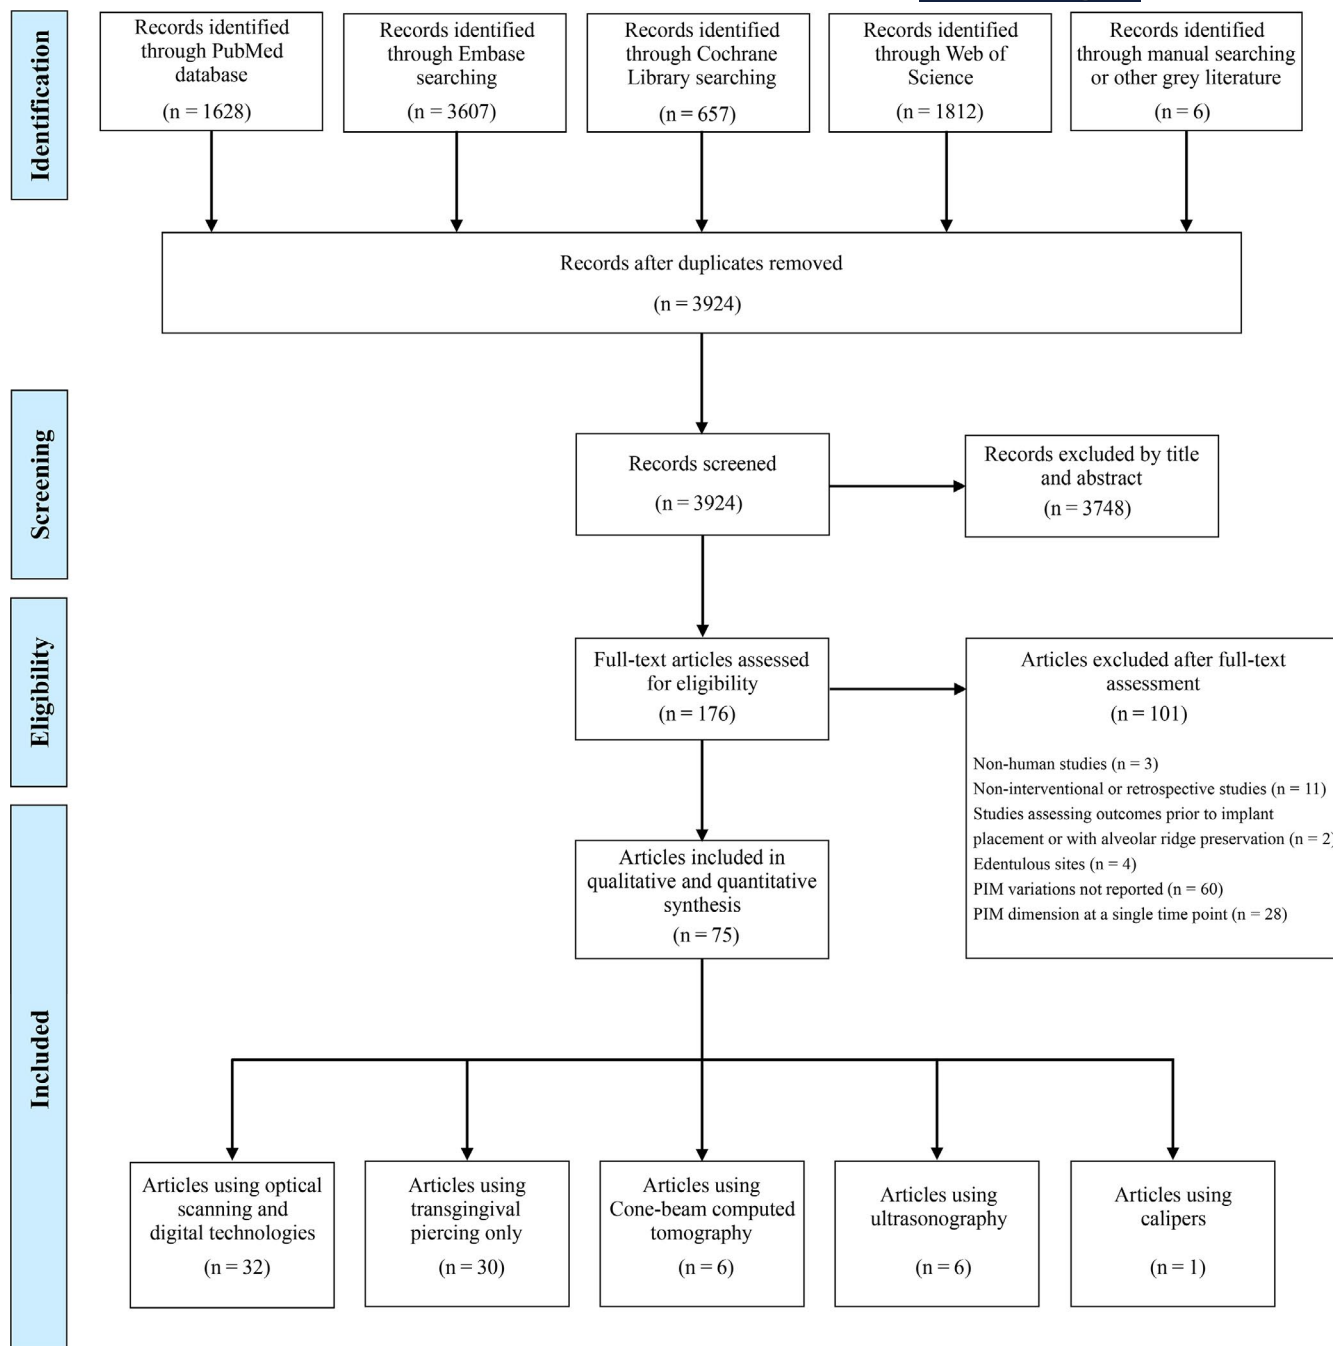 Identification
Records identified
through PubMed
database
(n = 1628)
Records identified
through Embase
searching
(n = 3607)
Records identified
through Cochrane
Library searching
(n = 657)
Records identified
through Web of
Science
(n = 1812)
Records identified
through manual searching
or other grey literature
(n = 6)
Records after duplicates removed
(n = 3924)
Screening
Records screened
(n = 3924)
Records excluded by title
and abstract
(n = 3748)
Eligibility
Full-text articles assessed
for eligibility
(n = 176)
Articles excluded after full-text
assessment
(n = 101)
Non-human studies (n = 3)
Non-interventional or retrospective studies (n = 11)
Studies assessing outcomes prior to implant
placement or with alveolar ridge preservation (n = 2)
Edentulous sites (n = 4)
PIM variations not reported (n = 60)
PIM dimension at a single time point (n = 28)
Included
Articles included in
qualitative and quantitative
synthesis
(n = 75)
Articles using optical
scanning and
digital technologies
(n = 32)
Articles using
transgingival
piercing only
(n = 30)
Articles using
Cone-beam computed
tomography
(n = 6)
Articles using
ultrasonography
(n = 6)
Articles using
calipers
(n = 1)